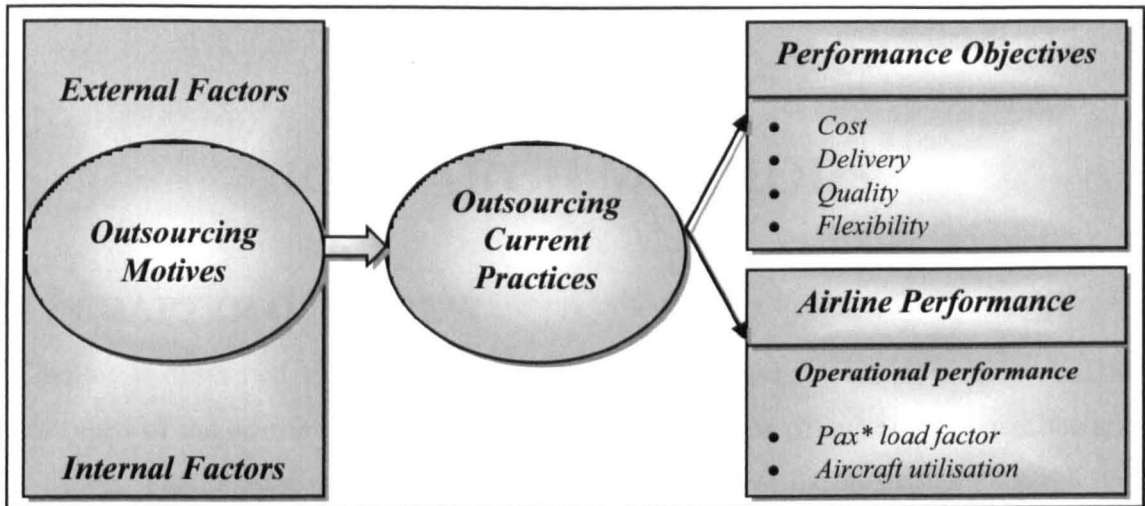 External Factors
Outsourcing
Motives
Internal Factors
Outsourcing
Current
Practices
Performance Objectives
• Cost
• Delivery
• Quality
• Flexibility
Airline Performance
Operational performance
• Pax* load factor
• Aircraft utilisation